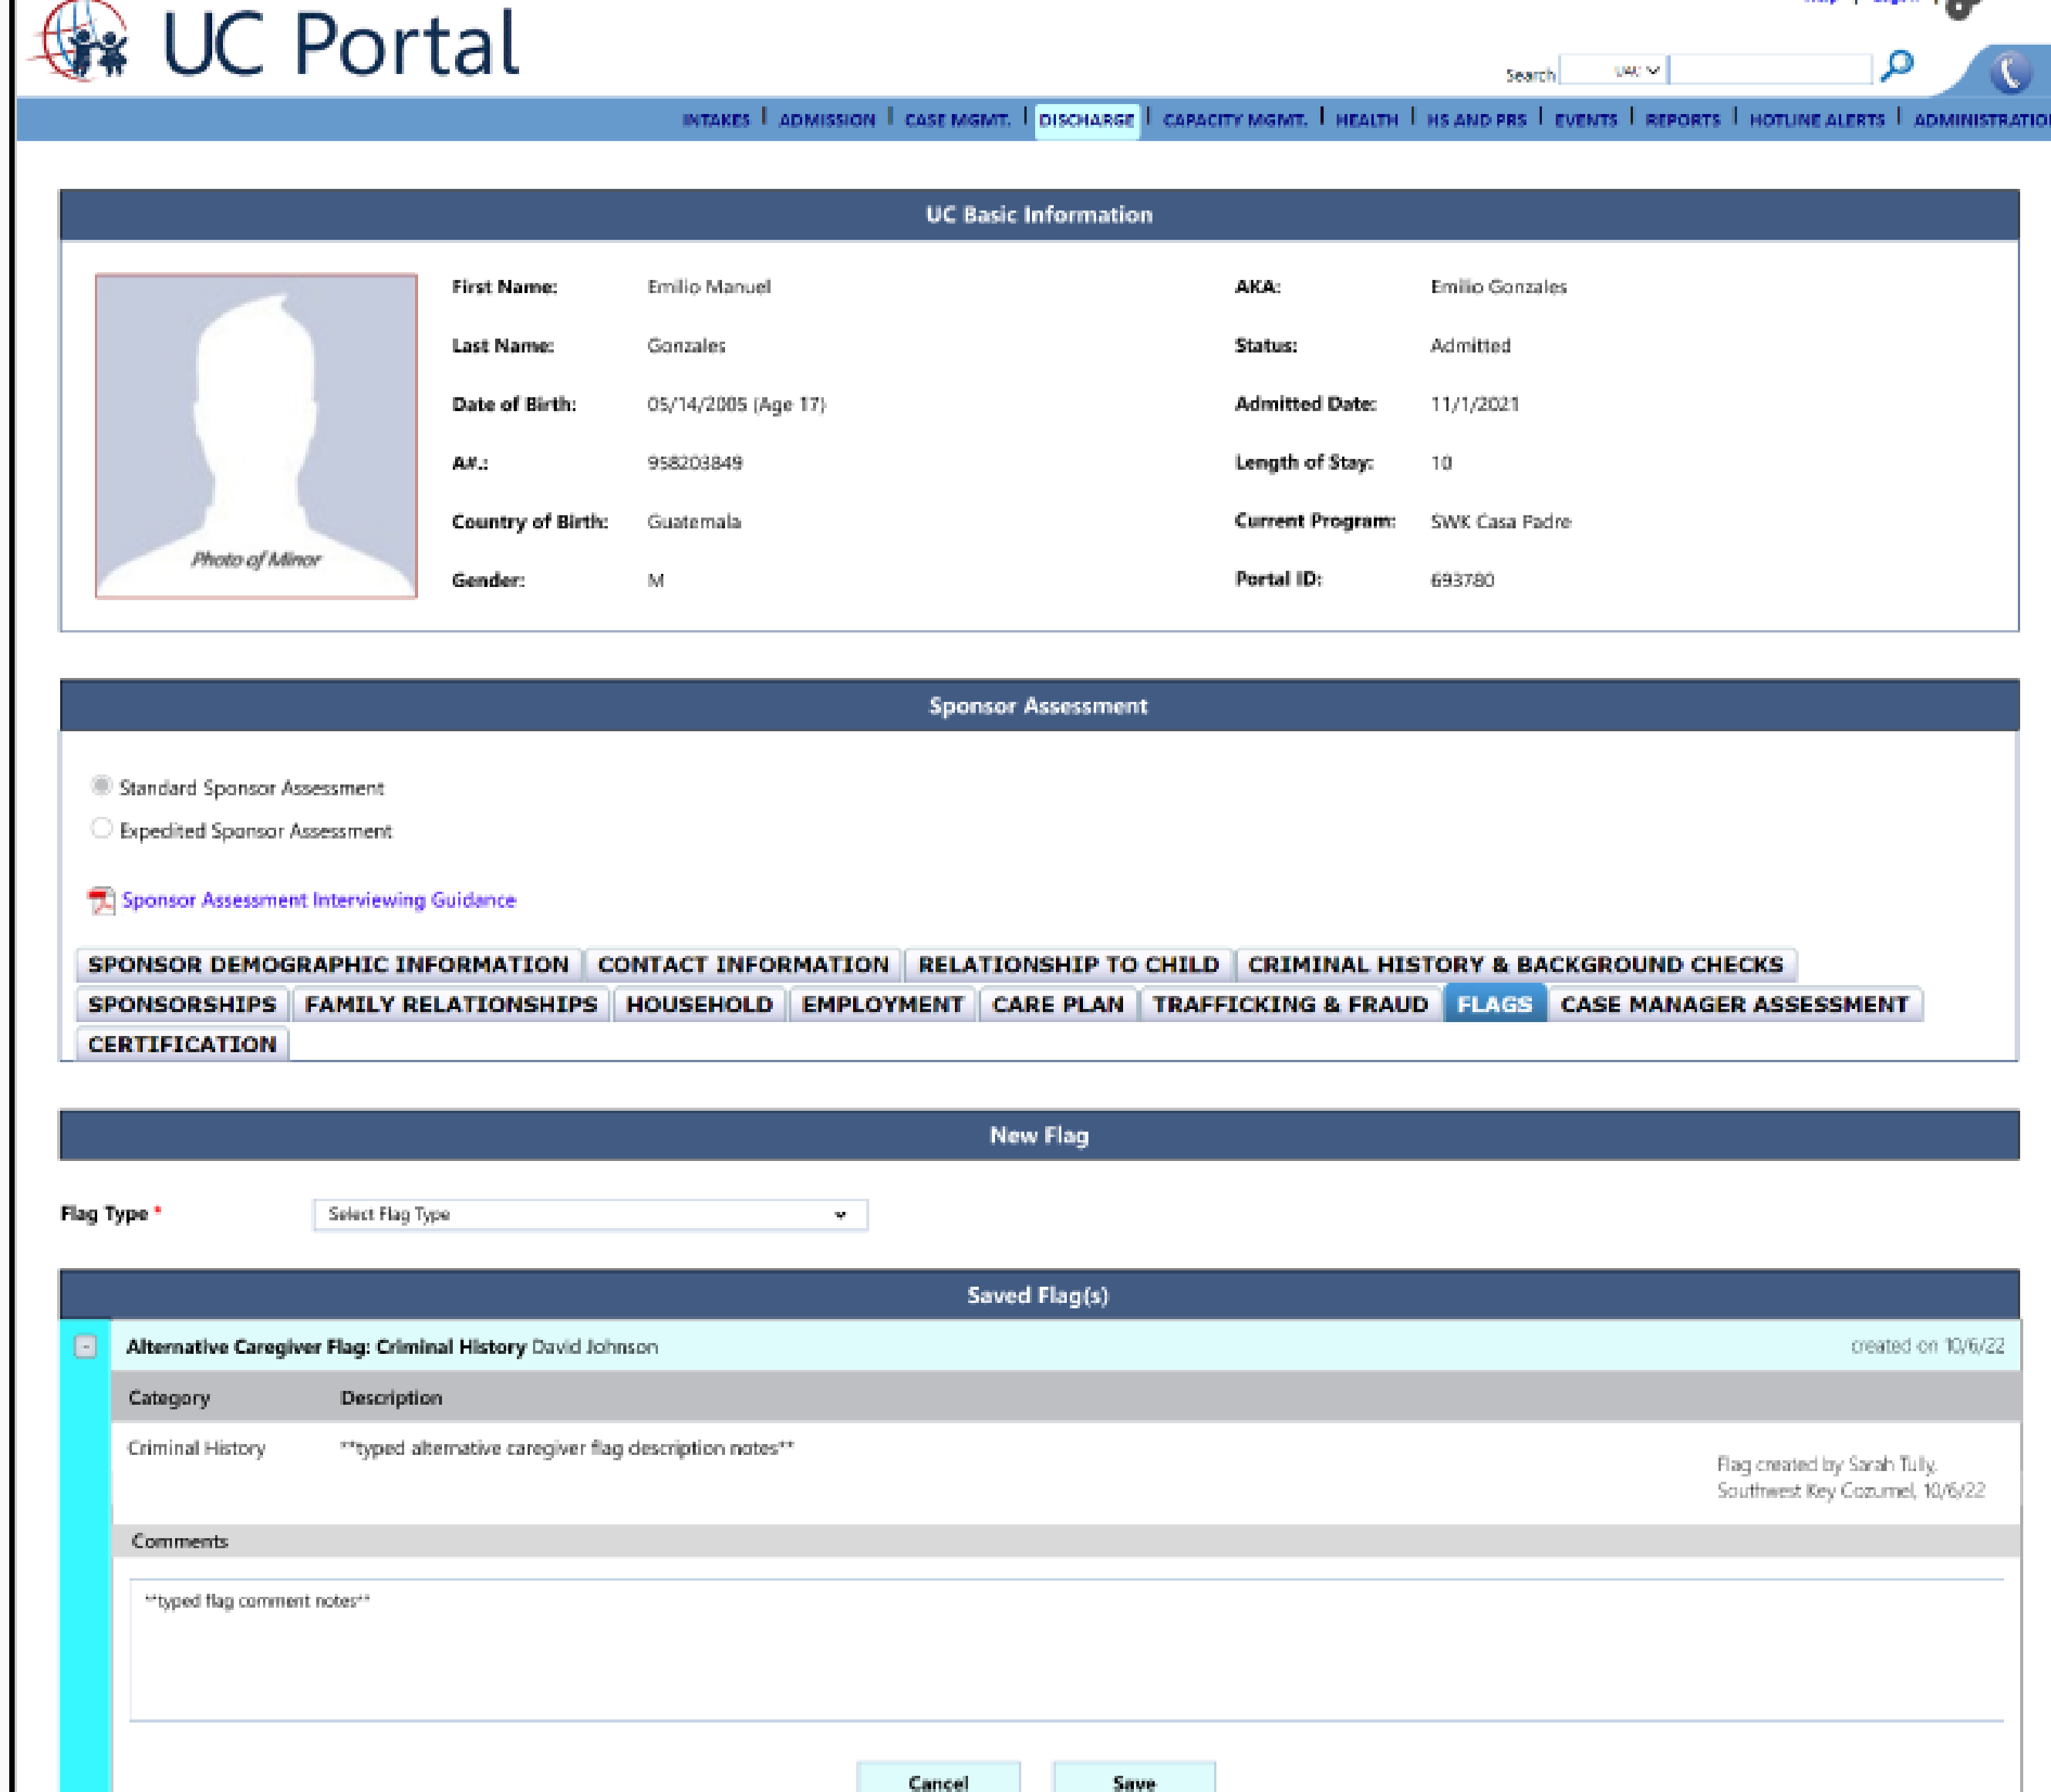 UC Portal
Search UAC
INTAKES | ADMISSION | CASE MGMT. | DISCHARGE | CAPACITY MGMT. | HEALTH | HS AND PRS | EVENTS | REPORTS | HOTLINE ALERTS | ADMINISTRATION
UC Basic Information
Photo of Minor
First Name: Emilio Manuel AKA: Emilio Gonzales
Last Name: Gonzales Status: Admitted
Date of Birth: 05/14/2005 (Age 17) Admitted Date: 11/1/2021
A#.: 958203849 Length of Stay: 10
Country of Birth: Guatemala Current Program: SWK Casa Padre
Gender: M Portal ID: 693780
Sponsor Assessment
Standard Sponsor Assessment
Expedited Sponsor Assessment
Sponsor Assessment Interviewing Guidance
SPONSOR DEMOGRAPHIC INFORMATION CONTACT INFORMATION RELATIONSHIP TO CHILD CRIMINAL HISTORY & BACKGROUND CHECKS
SPONSORSHIPS FAMILY RELATIONSHIPS HOUSEHOLD EMPLOYMENT CARE PLAN TRAFFICKING & FRAUD FLAGS CASE MANAGER ASSESSMENT
CERTIFICATION
New Flag
Flag Type * Select Flag Type
Saved Flag(s)
- Alternative Caregiver Flag: Criminal History David Johnson created on 10/6/22
Category Description
Criminal History **typed alternative caregiver flag description notes**
Flag created by Sarah Tully,
Southwest Key Cozumel, 10/6/22
Comments
**typed flag comment notes**
Cancel Save